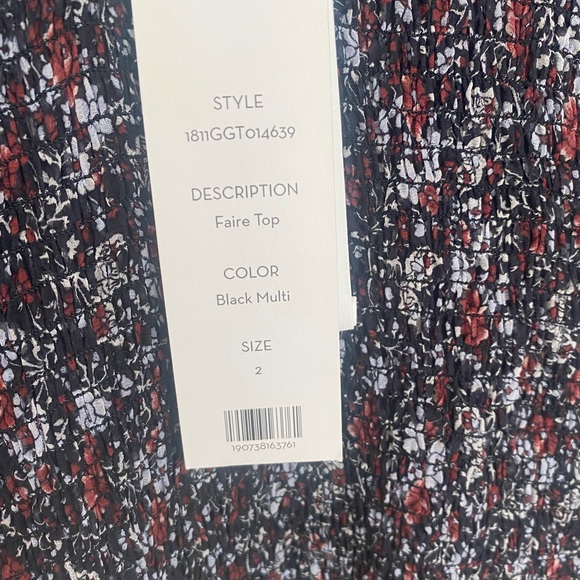 STYLE
1811GGT014639
DESCRIPTION
Faire Top
COLOR
Black Multi
SIZE
2
190738163761